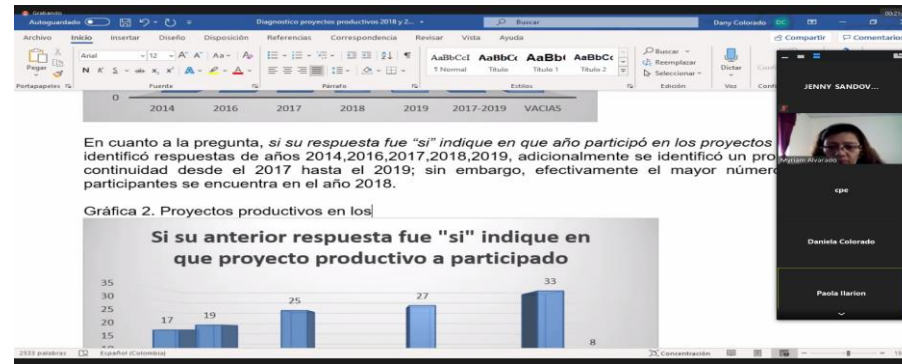 Grabando
00:21
Autoguardado
Diagnostico proyectos productivos 2018 y 2...
Buscar
Dany Colorado
DC
Archivo Inicio Insertar Diseño Disposición Referencias Correspondencia Revisar Vista Ayuda
Compartir Comentarios
Pegar
Arial 12
N K S
AaBbCcI AaBbCc AaBb AaBbCc
1 Normal Título Título 1 Título 2
Buscar
Reemplazar
Seleccionar
Dictar
Portapapeles Fuente Párrafo Estilos Edición Voz
0
2014 2016 2017 2018 2019 2017-2019 VACIAS
En cuanto a la pregunta, si su respuesta fue "si" indique en que año participó en los proyectos
identificó respuestas de años 2014,2016,2017,2018,2019, adicionalmente se identificó un pro
continuidad desde el 2017 hasta el 2019; sin embargo, efectivamente el mayor número
participantes se encuentra en el año 2018.
Gráfica 2. Proyectos productivos en los
Si su anterior respuesta fue "si" indique en
que proyecto productivo a participado
35
30
25
20
15
17
19
25
27
33
8
JENNY SANDOV...
Myriam Alvarado
cpe
Daniela Colorado
Paola Ilarion
2533 palabras Español (Colombia)
Concentración